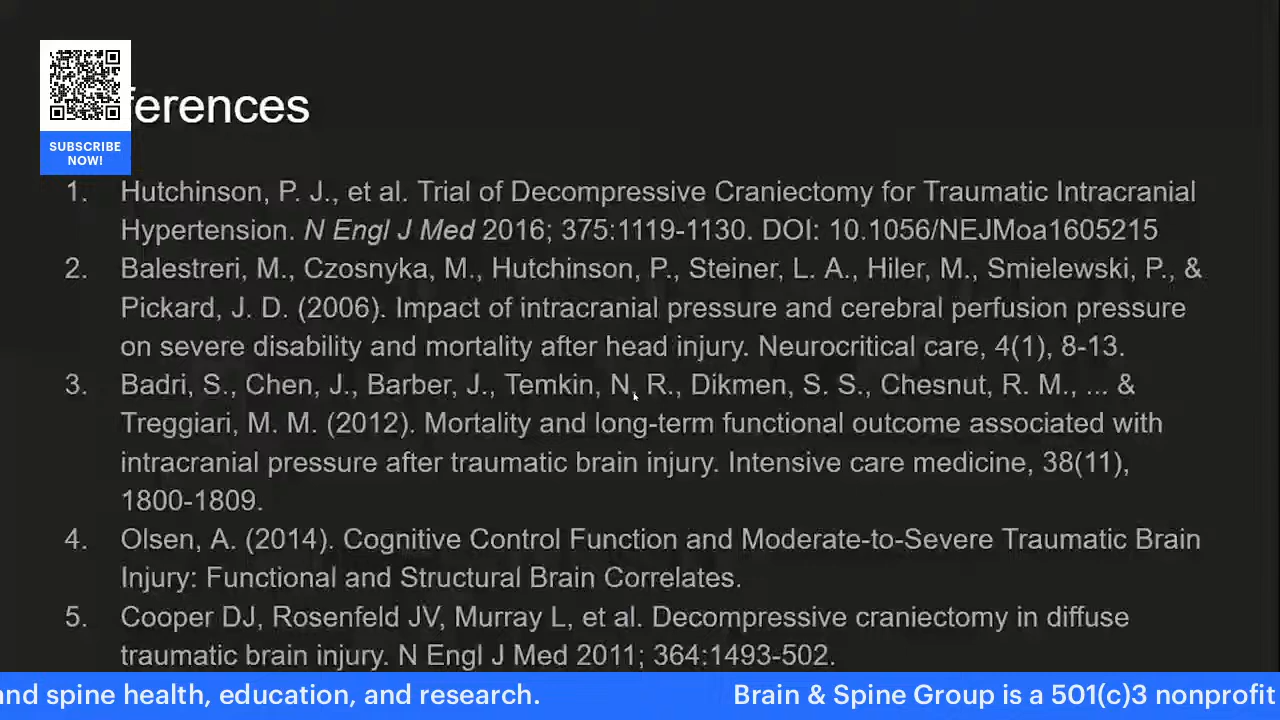 ferences
SUBSCRIBE
NOW!
1. Hutchinson, P. J., et al. Trial of Decompressive Craniectomy for Traumatic Intracranial
Hypertension. N Engl J Med 2016; 375:1119-1130. DOI: 10.1056/NEJMoa1605215
2. Balestreri, M., Czosnyka, M., Hutchinson, P., Steiner, L. A., Hiler, M., Smielewski, P., &
Pickard, J. D. (2006). Impact of intracranial pressure and cerebral perfusion pressure
on severe disability and mortality after head injury. Neurocritical care, 4(1), 8-13.
3. Badri, S., Chen, J., Barber, J., Temkin, N. R., Dikmen, S. S., Chesnut, R. M., ... &
Treggiari, M. M. (2012). Mortality and long-term functional outcome associated with
intracranial pressure after traumatic brain injury. Intensive care medicine, 38(11),
1800-1809.
4. Olsen, A. (2014). Cognitive Control Function and Moderate-to-Severe Traumatic Brain
Injury: Functional and Structural Brain Correlates.
5. Cooper DJ, Rosenfeld JV, Murray L, et al. Decompressive craniectomy in diffuse
traumatic brain injury. N Engl J Med 2011; 364:1493-502.
and spine health, education, and research. Brain & Spine Group is a 501(c)3 nonprofit